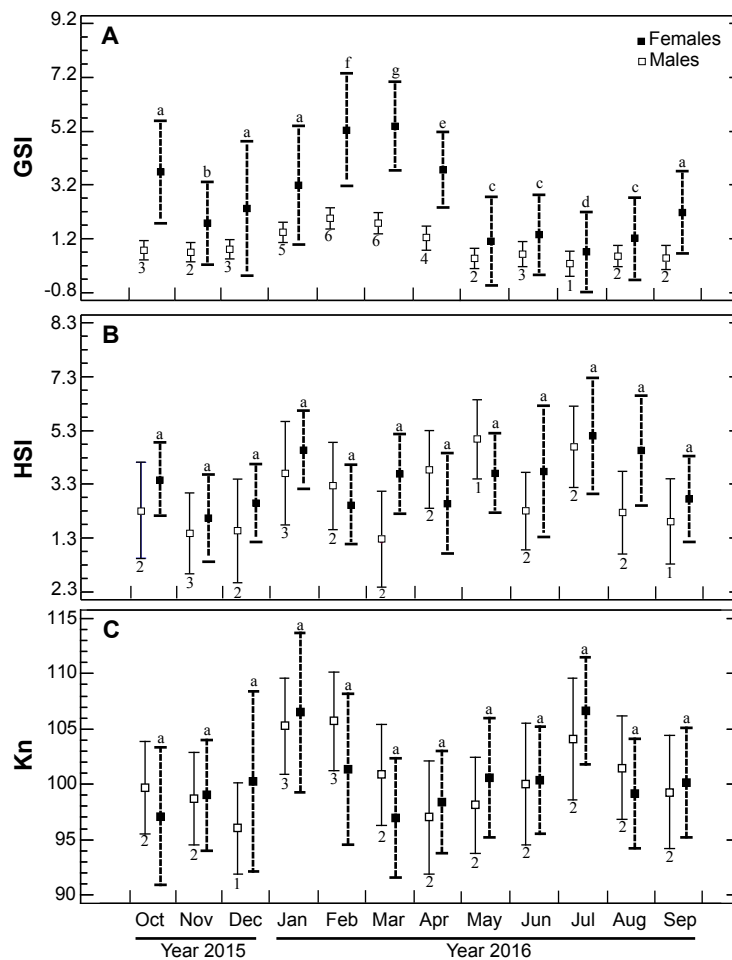 9.2
A
Females
Males
7.2
5.2
3.2
1.2
-0.8
GSI
a b a a f g e c c d c a
3 2 3 5 6 6 4 2 3 1 2 2
8.3
B
7.3
5.3
3.3
1.3
2.3
HSI
a a a a a a a a a a a a
2 3 2 3 2 2 2 1 2 2 2 1
115
C
110
105
100
95
90
Kn
a a a a a a a a a a a a
2 2 1 3 3 2 2 2 2 2 2 2
Oct Nov Dec Jan Feb Mar Apr May Jun Jul Aug Sep
Year 2015 Year 2016